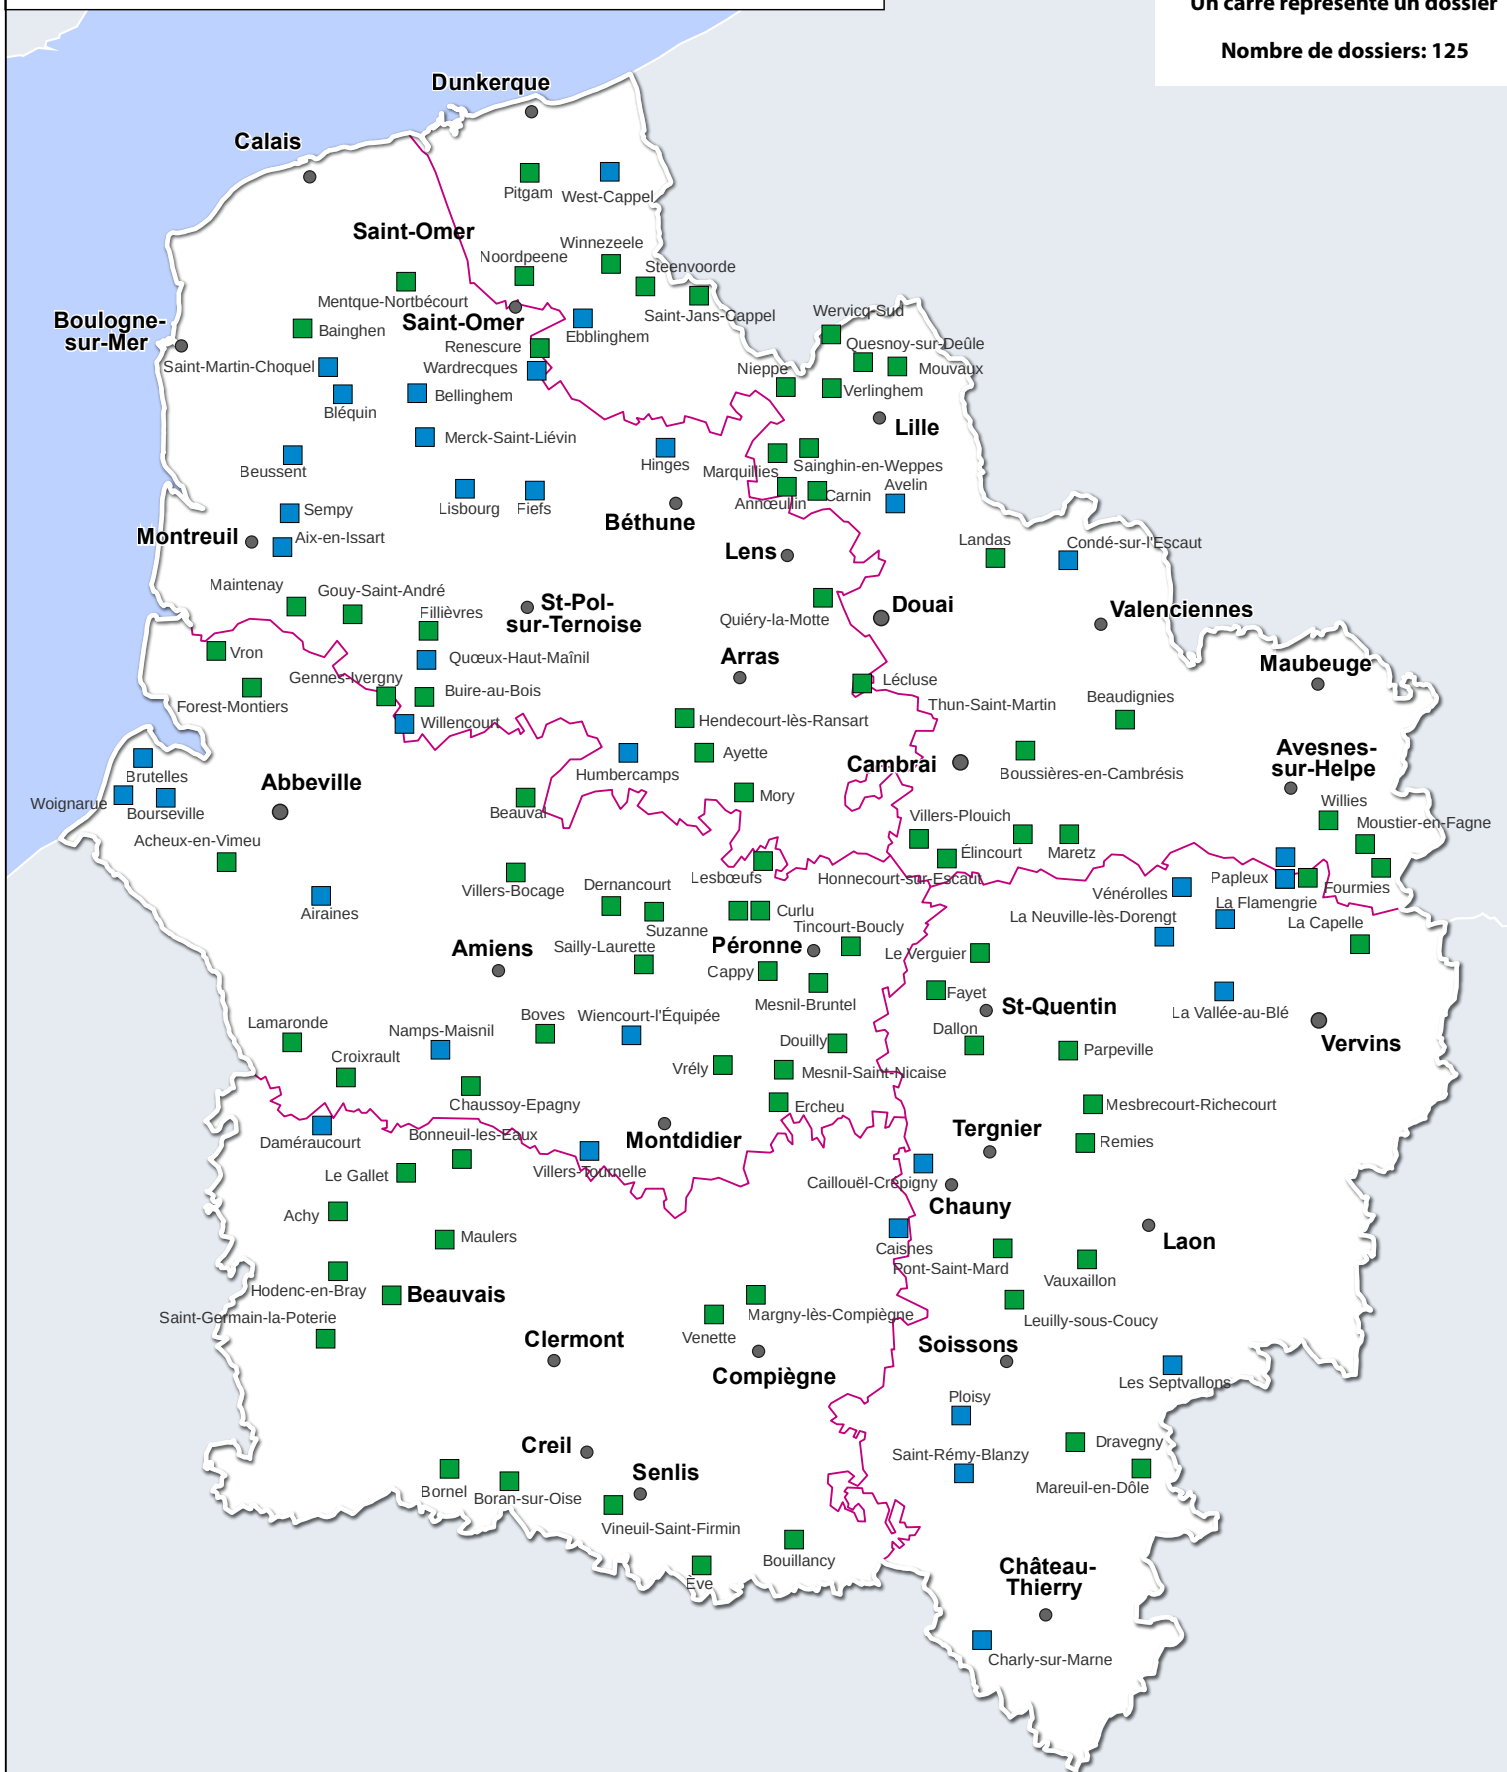 Un carré représente un dossier
Nombre de dossiers: 125
Dunkerque
Calais
Pitgam
West-Cappel
Saint-Omer
Winnezeele
Noordpeene
Steenvoorde
Mentque-Nortbécourt
Saint-Jans-Cappel
Wervicq-Sud
Boulogne-
sur-Mer
Bainghen
Saint-Omer
Ebblinghem
Quesnoy-sur-Deûle
Renescure
Saint-Martin-Choquel
Wardrecques
Nieppe
Mouvaux
Verlinghem
Bléquin
Bellinghem
Lille
Merck-Saint-Liévin
Beussent
Hinges
Marquillies
Sainghin-en-Weppes
Avelin
Sempy
Lisbourg
Fiefs
Annœullin
Carnin
Béthune
Montreuil
Aix-en-Issart
Lens
Landas
Condé-sur-l'Escaut
Maintenay
Gouy-Saint-André
Fillièvres
St-Pol-
sur-Ternoise
Quiéry-la-Motte
Douai
Valenciennes
Vron
Quœux-Haut-Maînil
Arras
Maubeuge
Gennes-Ivergny
Buire-au-Bois
Lécluse
Forest-Montiers
Thun-Saint-Martin
Beaudignies
Willencourt
Hendecourt-lès-Ransart
Ayette
Avesnes-
sur-Helpe
Brutelles
Abbeville
Humbercamps
Cambrai
Boussières-en-Cambrésis
Woignarue
Bourseville
Beauval
Mory
Willies
Acheux-en-Vimeu
Villers-Plouich
Moustier-en-Fagne
Élincourt
Maretz
Villers-Bocage
Dernancourt
Lesbœufs
Honnecourt-sur-Escaut
Papleux
Fourmies
Airaines
Vénérolles
La Flamengrie
Curlu
La Neuville-lès-Dorengt
La Capelle
Suzanne
Tincourt-Boucly
Amiens
Sailly-Laurette
Péronne
Le Verguier
Cappy
Mesnil-Bruntel
Fayet
St-Quentin
La Vallée-au-Blé
Lamaronde
Namps-Maisnil
Boves
Wiencourt-l'Équipée
Douilly
Dallon
Vervins
Croixrault
Parpeville
Vrély
Mesnil-Saint-Nicaise
Chaussoy-Epagny
Ercheu
Mesbrecourt-Richecourt
Daméraucourt
Bonneuil-les-Eaux
Montdidier
Tergnier
Remies
Le Gallet
Villers-Tournelle
Caillouël-Crépigny
Achy
Chauny
Maulers
Caisnes
Laon
Pont-Saint-Mard
Vauxaillon
Hodenc-en-Bray
Beauvais
Saint-Germain-la-Poterie
Margny-lès-Compiègne
Leuilly-sous-Coucy
Venette
Clermont
Soissons
Compiègne
Les Septvallons
Ploisy
Creil
Dravegny
Saint-Rémy-Blanzy
Senlis
Mareuil-en-Dôle
Bornel
Boran-sur-Oise
Vineuil-Saint-Firmin
Bouillancy
Ève
Château-
Thierry
Charly-sur-Marne